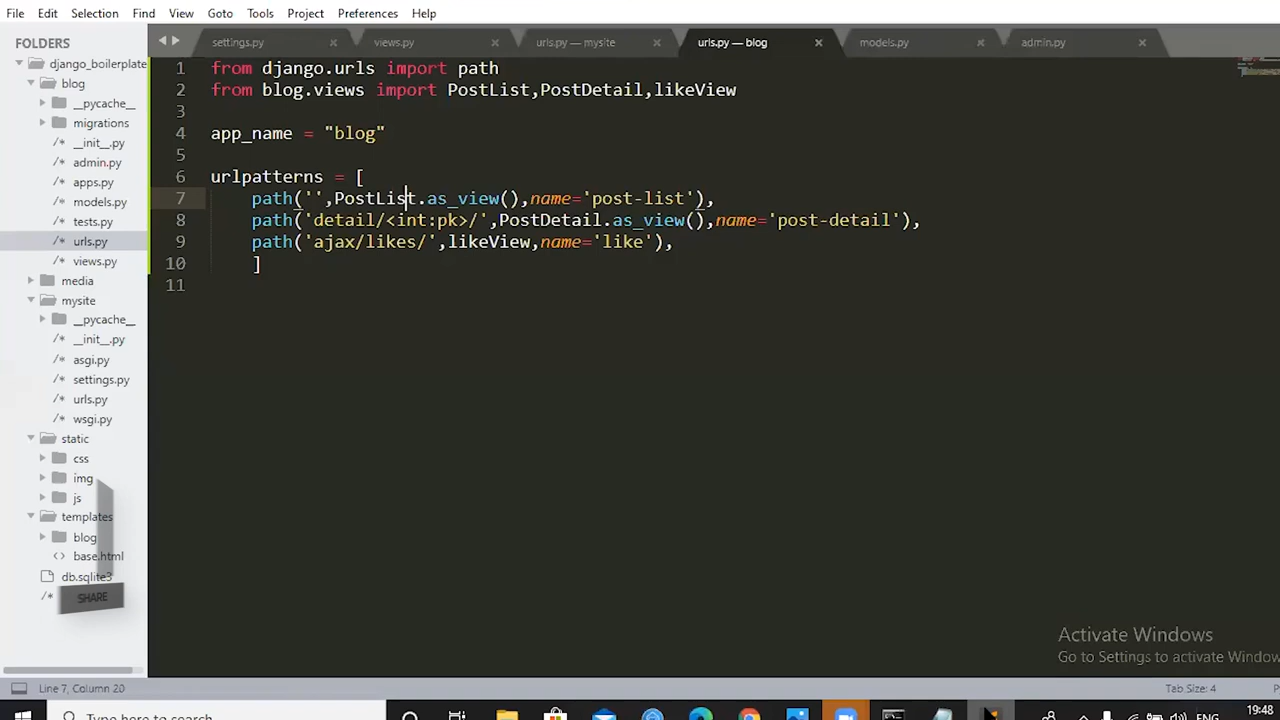 File Edit Selection Find View Goto Tools Project Preferences Help
FOLDERS
django_boilerplate
blog
__pycache__
migrations
__init__.py
admin.py
apps.py
models.py
tests.py
urls.py
views.py
media
mysite
__pycache__
__init__.py
asgi.py
settings.py
urls.py
wsgi.py
static
css
img
js
templates
blog
base.html
db.sqlite3
/*
SHARE
settings.py views.py urls.py — mysite urls.py — blog models.py admin.py
1 from django.urls import path
2 from blog.views import PostList,PostDetail,likeView
3
4 app_name = "blog"
5
6 urlpatterns = [
7 path('',PostList.as_view(),name='post-list'),
8 path('detail/<int:pk>/',PostDetail.as_view(),name='post-detail'),
9 path('ajax/likes/',likeView,name='like'),
10 ]
11
Activate Windows
Go to Settings to activate Window
Line 7, Column 20
Tab Size: 4
Type here to search
ENG
19:48